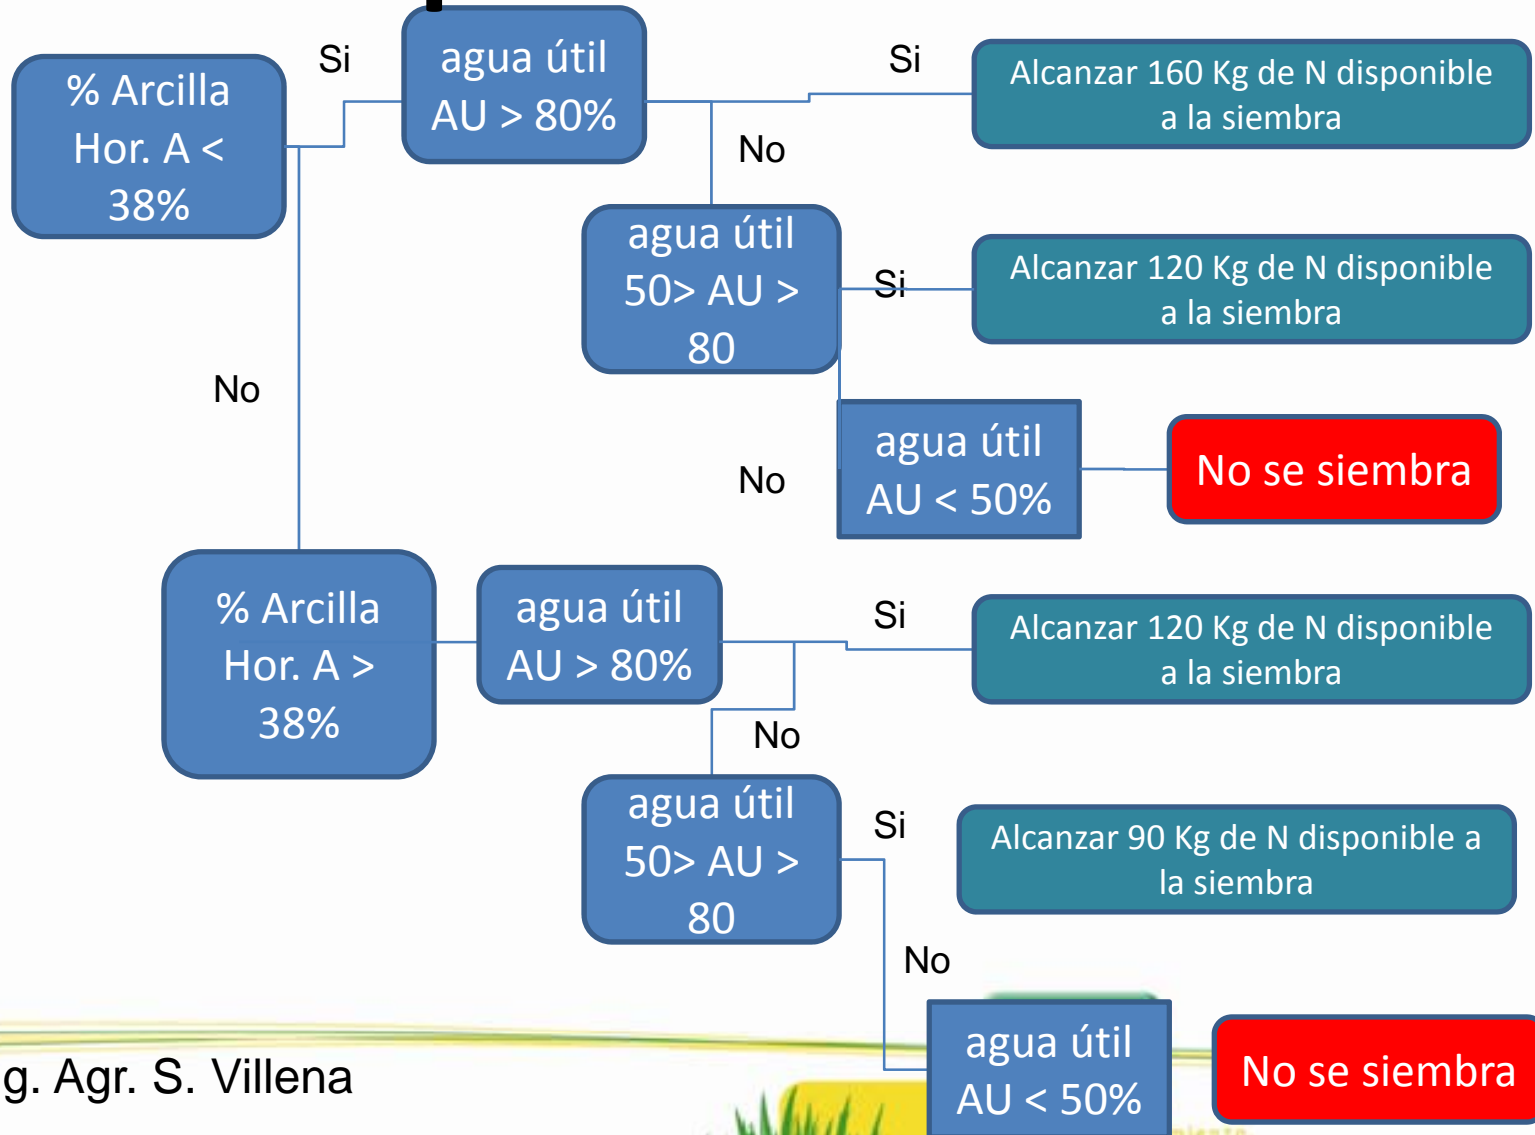 Si
agua útil
AU > 80%
Si
Alcanzar 160 Kg de N disponible
a la siembra
% Arcilla
Hor. A <
38%
No
agua útil
50> AU >
80
Si
Alcanzar 120 Kg de N disponible
a la siembra
No
agua útil
AU < 50%
No
No se siembra
% Arcilla
Hor. A >
38%
agua útil
AU > 80%
Si
Alcanzar 120 Kg de N disponible
a la siembra
No
agua útil
50> AU >
80
Si
Alcanzar 90 Kg de N disponible a
la siembra
No
agua útil
AU < 50%
No se siembra
g. Agr. S. Villena